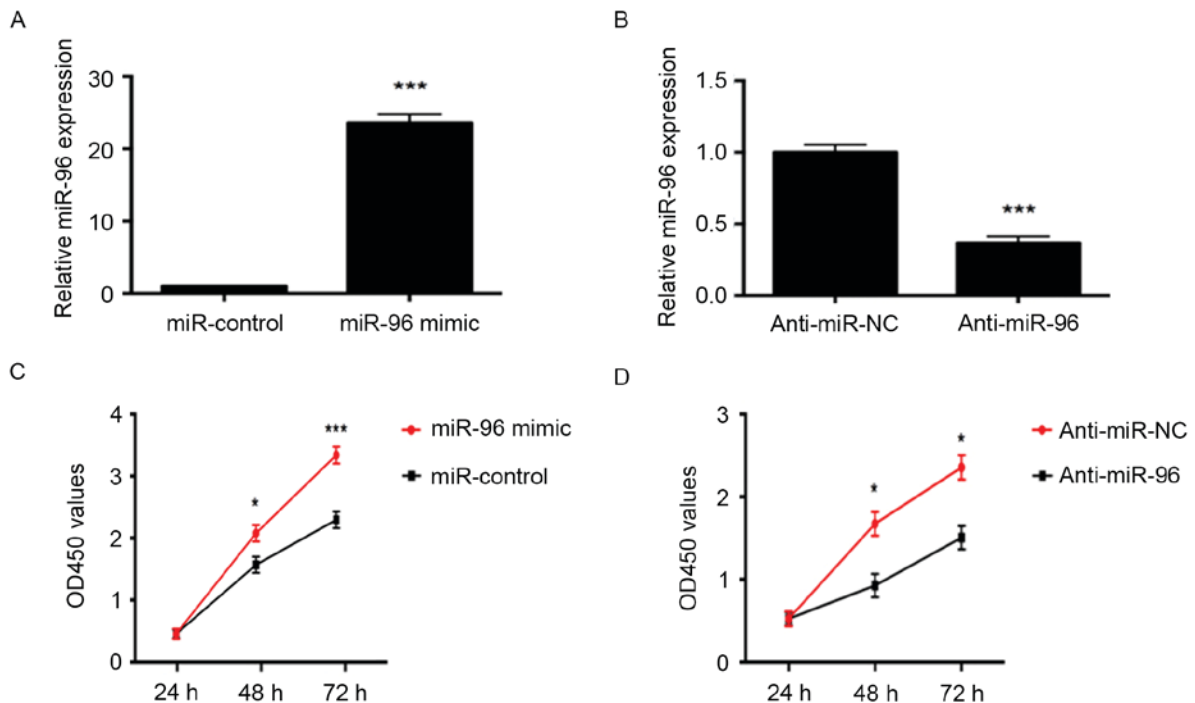 A
Relative miR-96 expression
30
20
10
0
***
miR-control
miR-96 mimic
B
Relative miR-96 expression
1.5
1.0
0.5
0.0
***
Anti-miR-NC
Anti-miR-96
C
OD450 values
4
3
2
1
0
*
***
24 h
48 h
72 h
miR-96 mimic
miR-control
D
OD450 values
3
2
1
0
*
*
24 h
48 h
72 h
Anti-miR-NC
Anti-miR-96